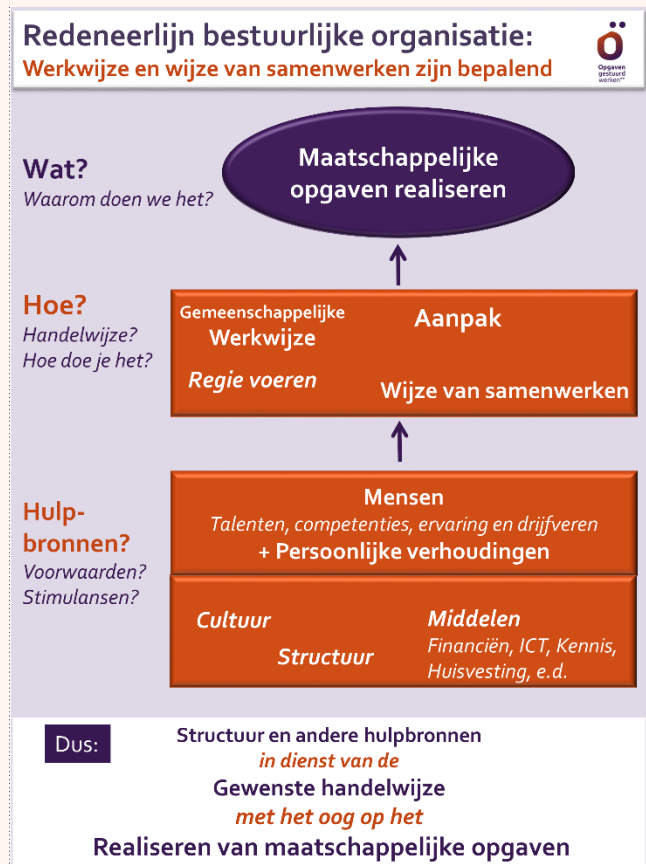 Redeneerlijn bestuurlijke organisatie:
Werkwijze en wijze van samenwerken zijn bepalend
Ö
Opgaven
gestuurd
werken**
Wat?
Waarom doen we het?
Maatschappelijke
opgaven realiseren
Hoe?
Handelwijze?
Hoe doe je het?
Gemeenschappelijke
Werkwijze
Aanpak
Regie voeren
Wijze van samenwerken
Hulp-
bronnen?
Voorwaarden?
Stimulansen?
Mensen
Talenten, competenties, ervaring en drijfveren
+ Persoonlijke verhoudingen
Cultuur
Structuur
Middelen
Financiën, ICT, Kennis,
Huisvesting, e.d.
Dus:
Structuur en andere hulpbronnen
in dienst van de
Gewenste handelwijze
met het oog op het
Realiseren van maatschappelijke opgaven